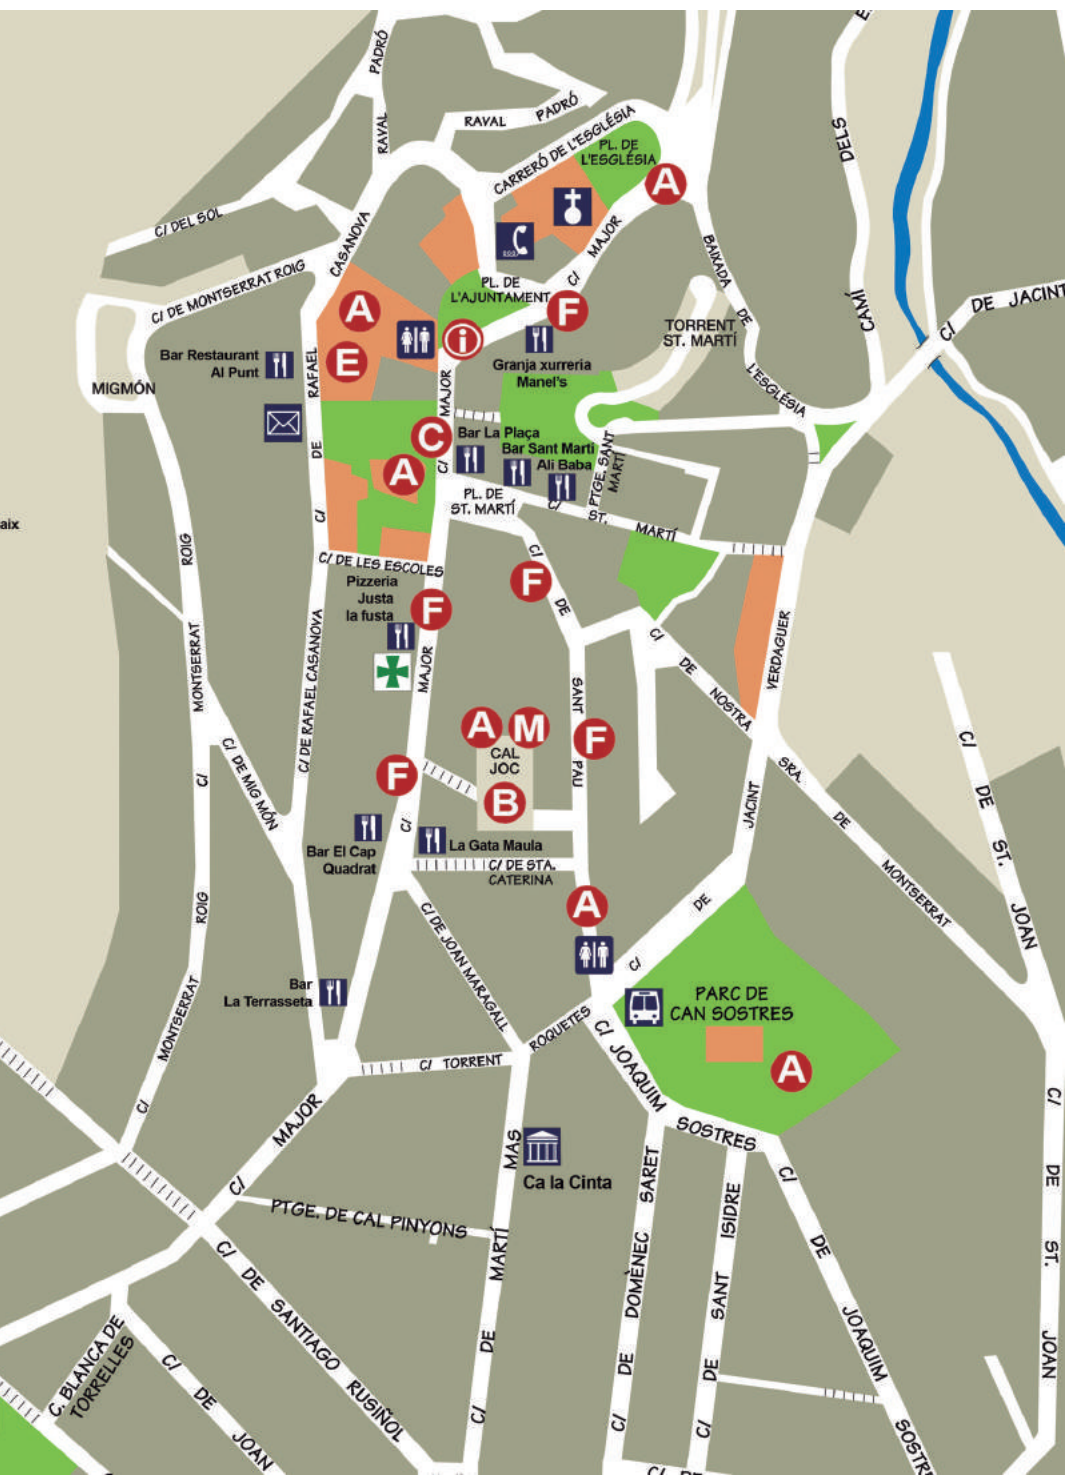 PADRÓ
RAVAL
RAVAL PADRÓ
CARRERÓ DE L'ESGLÉSIA
PL. DE
L'ESGLÉSIA
A
DELS
CAMÍ
C/ DEL SOL
CASANOVA
C/ DE MONTSERRAT ROIG
C/ MAJOR
BAIXADA DE L'ESGLÉSIA
C/ DE JACINT
PL. DE
L'AJUNTAMENT
A
E
i
F
TORRENT
ST. MARTÍ
Bar Restaurant
Al Punt
Granja xurreria
Manel's
MIGMÓN
C/ DE RAFAEL
C/ MAJOR
C
A
Bar La Plaça
Bar Sant Martí
Ali Baba
PTGE. SANT
MARTÍ
PL. DE
ST. MARTÍ
C/ ST. MARTÍ
aix
C/ DE LES ESCOLES
Pizzeria
Justa
la fusta
F
F
C/ DE SANT PAU
C/ MONTSERRAT ROIG
C/ DE RAFAEL CASANOVA
MAJOR
C/ DE NOSTRA SRA. DE MONTSERRAT
VERDAGUER
JACINT
DE
C/
C/ DE MIG MÓN
A
M
F
CAL
JOC
B
F
C/
Bar El Cap
Quadrat
La Gata Maula
C/ DE STA.
CATERINA
C/ DE ST. JOAN
A
C/ DE JOAN MARAGALL
C/ MONTSERRAT ROIG
Bar
La Terrasseta
PARC DE
CAN SOSTRES
A
C/ TORRENT ROQUETES
C/ JOAQUIM SOSTRES
C/ MAJOR
Ca la Cinta
C/ DE MARTÍ MAS
PTGE. DE CAL PINYONS
C/ DE DOMÈNEC SARET
C/ DE SANT ISIDRE
C/ DE JOAQUIM SOSTRES
C/ DE ST. JOAN
C/ DE SANTIAGO RUSIÑOL
C. BLANCA DE
TORRELLES
C/ DE JOAN